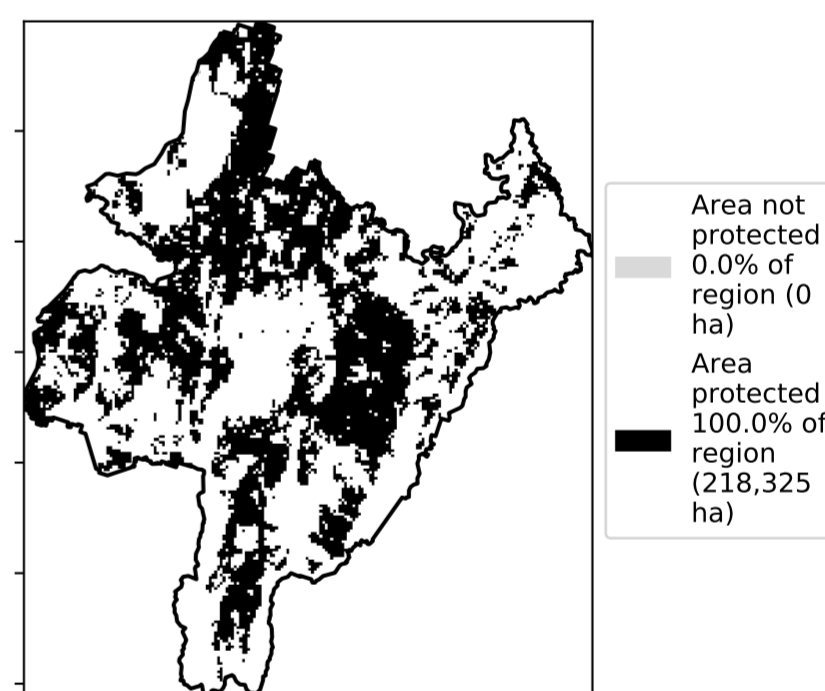 Area not
protected
0.0% of
region (0
ha)
Area
protected
100.0% of
region
(218,325
ha)